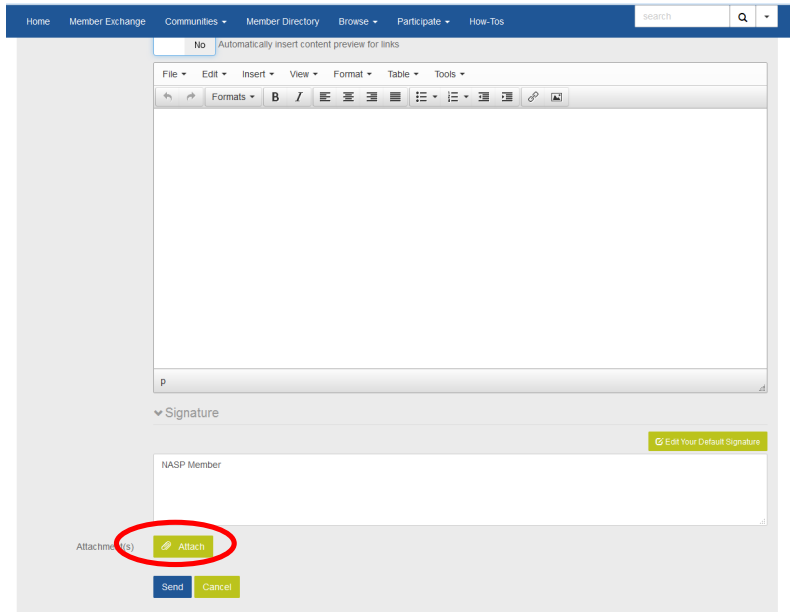 Home Member Exchange Communities Member Directory Browse Participate How-Tos search
No Automatically insert content preview for links
File Edit Insert View Format Table Tools
Formats B I
p
Signature
Edit Your Default Signature
NASP Member
Attachment(s) Attach
Send Cancel